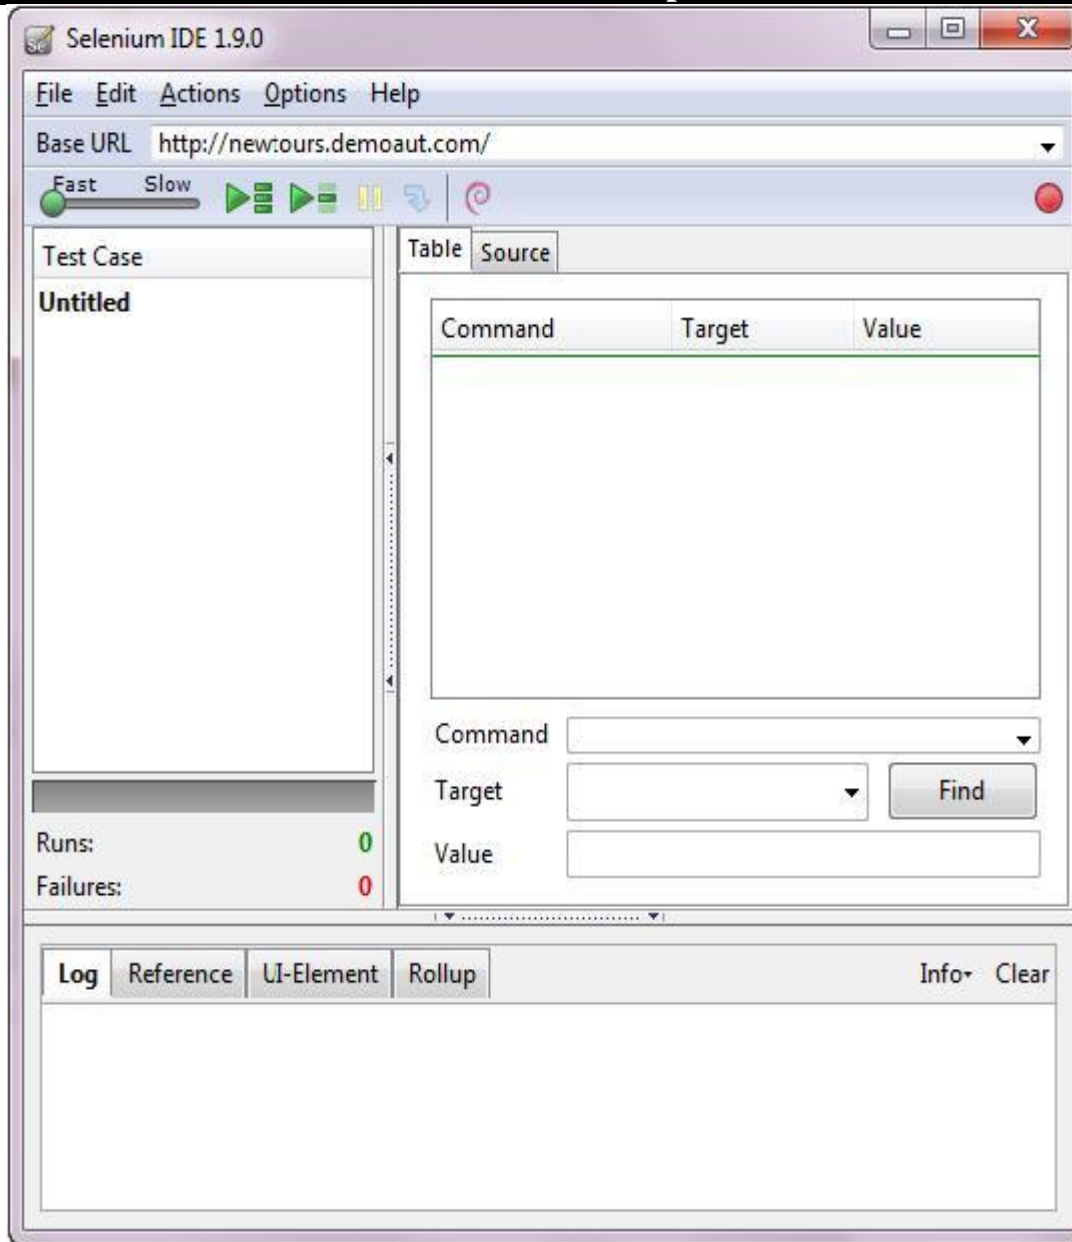 Selenium IDE 1.9.0
File Edit Actions Options Help
Base URL http://newtours.demoaut.com/
Fast Slow
Test Case
Untitled
Runs: 0
Failures: 0
Table Source
Command Target Value
Command
Target Find
Value
Log Reference UI-Element Rollup Info Clear